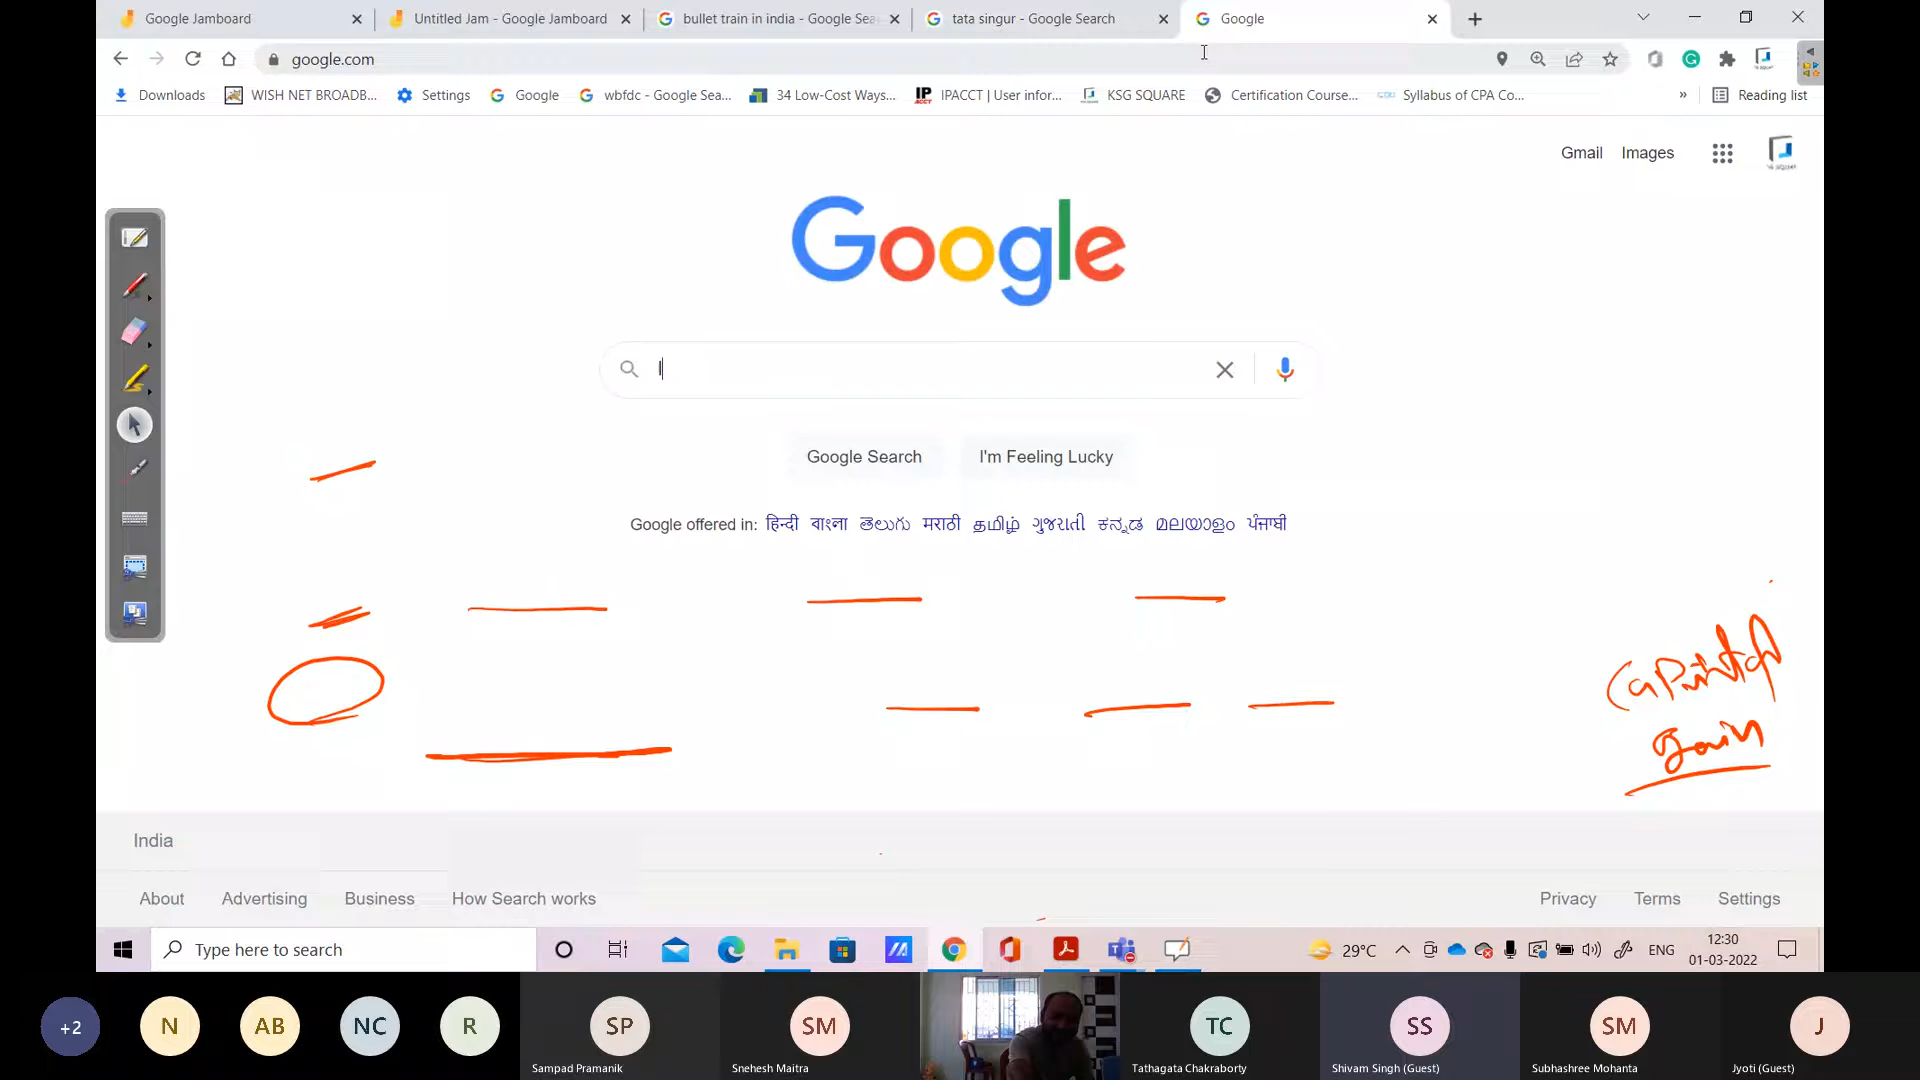 Google Jamboard
Untitled Jam - Google Jamboard
bullet train in india - Google Sea
tata singur - Google Search
Google
google.com
Downloads
WISH NET BROADB...
Settings
Google
wbfdc - Google Sea...
34 Low-Cost Ways...
IPACCT | User infor...
KSG SQUARE
Certification Course...
Syllabus of CPA Co...
»
Reading list
Gmail
Images
Google
l
Google Search
I'm Feeling Lucky
Google offered in: हिन्दी বাংলা తెలుగు मराठी தமிழ் ગુજરાતી ಕನ್ನಡ മലയാളം ਪੰਜਾਬੀ
Capital
gain
India
About
Advertising
Business
How Search works
Privacy
Terms
Settings
Type here to search
29°C
ENG
12:30
01-03-2022
+2
N
AB
NC
R
SP
Sampad Pramanik
SM
Snehesh Maitra
TC
Tathagata Chakraborty
SS
Shivam Singh (Guest)
SM
Subhashree Mohanta
J
Jyoti (Guest)